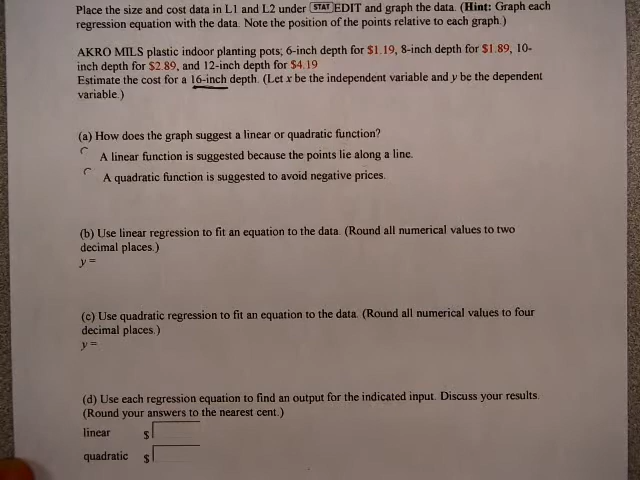 Place the size and cost data in L1 and L2 under STAT EDIT and graph the data. (Hint: Graph each
regression equation with the data. Note the position of the points relative to each graph.)
AKRO MILS plastic indoor planting pots; 6-inch depth for $1.19, 8-inch depth for $1.89, 10-
inch depth for $2.89, and 12-inch depth for $4.19
Estimate the cost for a 16-inch depth. (Let x be the independent variable and y be the dependent
variable.)
(a) How does the graph suggest a linear or quadratic function?
A linear function is suggested because the points lie along a line.
A quadratic function is suggested to avoid negative prices.
(b) Use linear regression to fit an equation to the data. (Round all numerical values to two
decimal places.)
y =
(c) Use quadratic regression to fit an equation to the data. (Round all numerical values to four
decimal places.)
y =
(d) Use each regression equation to find an output for the indicated input. Discuss your results.
(Round your answers to the nearest cent.)
linear $
quadratic $